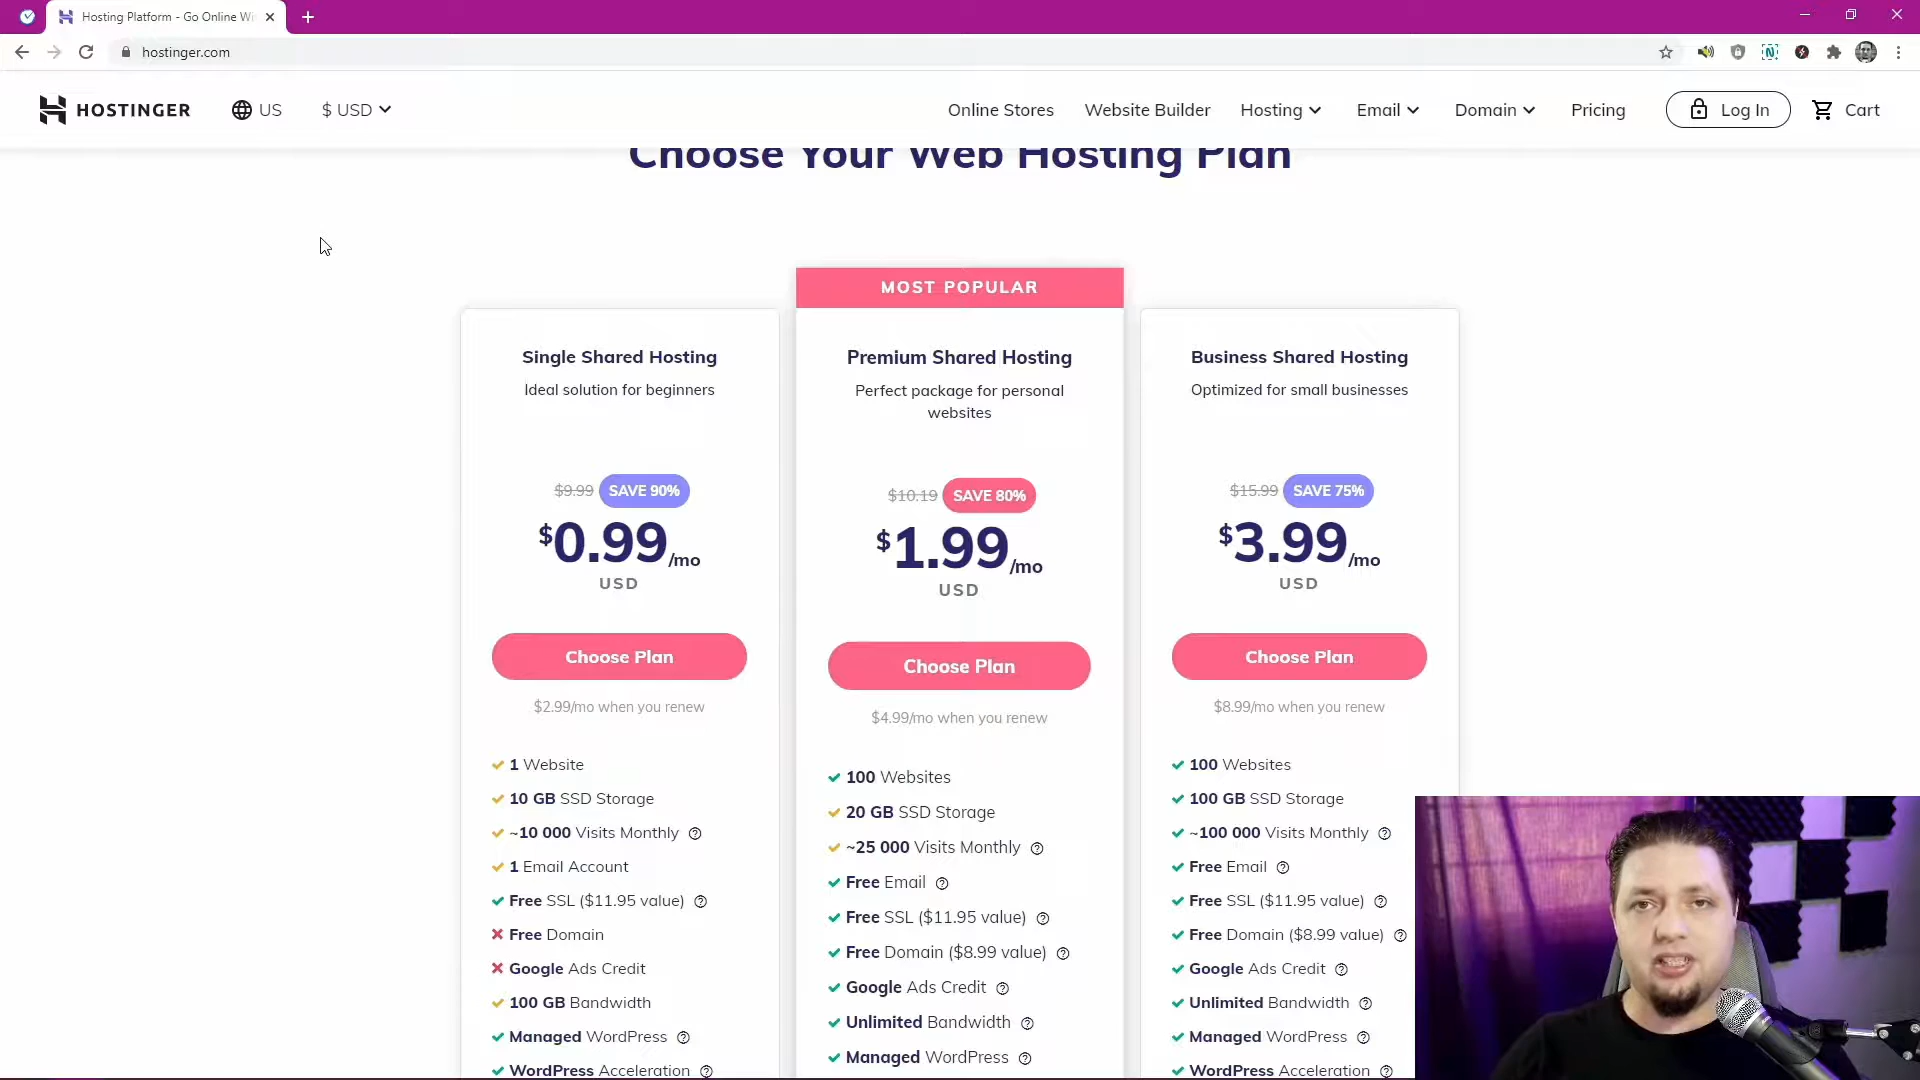 Hosting Platform - Go Online Wi
hostinger.com
HOSTINGER
US
$ USD
Online Stores
Website Builder
Hosting
Email
Domain
Pricing
Log In
Cart
Choose Your Web Hosting Plan
Single Shared Hosting
Ideal solution for beginners
$9.99 SAVE 90%
$0.99/mo
USD
Choose Plan
$2.99/mo when you renew
1 Website
10 GB SSD Storage
~10 000 Visits Monthly
1 Email Account
Free SSL ($11.95 value)
Free Domain
Google Ads Credit
100 GB Bandwidth
Managed WordPress
WordPress Acceleration
MOST POPULAR
Premium Shared Hosting
Perfect package for personal
websites
$10.19 SAVE 80%
$1.99/mo
USD
Choose Plan
$4.99/mo when you renew
100 Websites
20 GB SSD Storage
~25 000 Visits Monthly
Free Email
Free SSL ($11.95 value)
Free Domain ($8.99 value)
Google Ads Credit
Unlimited Bandwidth
Managed WordPress
Business Shared Hosting
Optimized for small businesses
$15.99 SAVE 75%
$3.99/mo
USD
Choose Plan
$8.99/mo when you renew
100 Websites
100 GB SSD Storage
~100 000 Visits Monthly
Free Email
Free SSL ($11.95 value)
Free Domain ($8.99 value)
Google Ads Credit
Unlimited Bandwidth
Managed WordPress
WordPress Acceleration